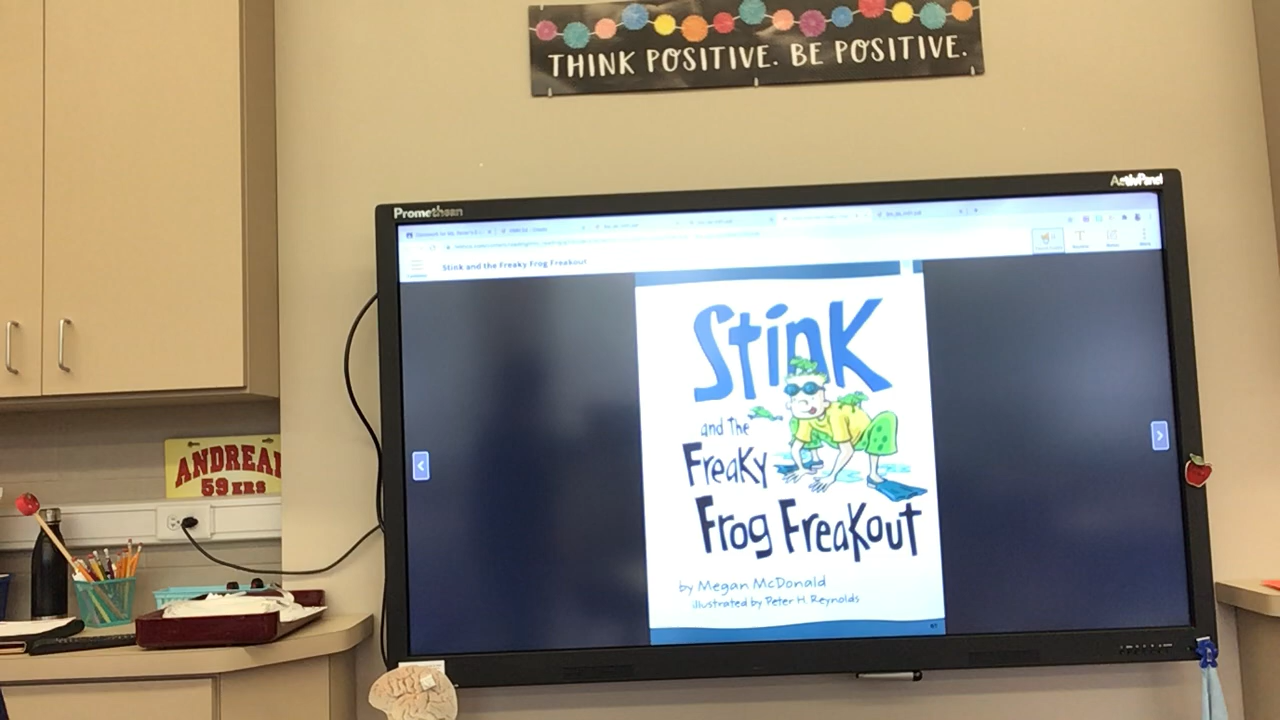 THINK POSITIVE. BE POSITIVE.
Promethean
ActivPanel
Stink and the Freaky Frog Freakout
Stink
and The
Freaky
Frog Freakout
by Megan McDonald
illustrated by Peter H. Reynolds
ANDREA
59 KRS